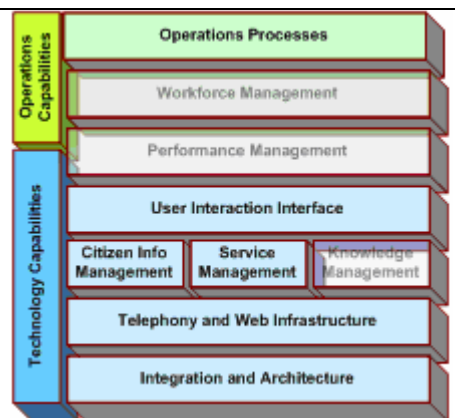 Operations
Capabilities
Operations Processes
Workforce Management
Performance Management
Technology Capabilities
User Interaction Interface
Citizen Info
Management
Service
Management
Knowledge
Management
Telephony and Web Infrastructure
Integration and Architecture